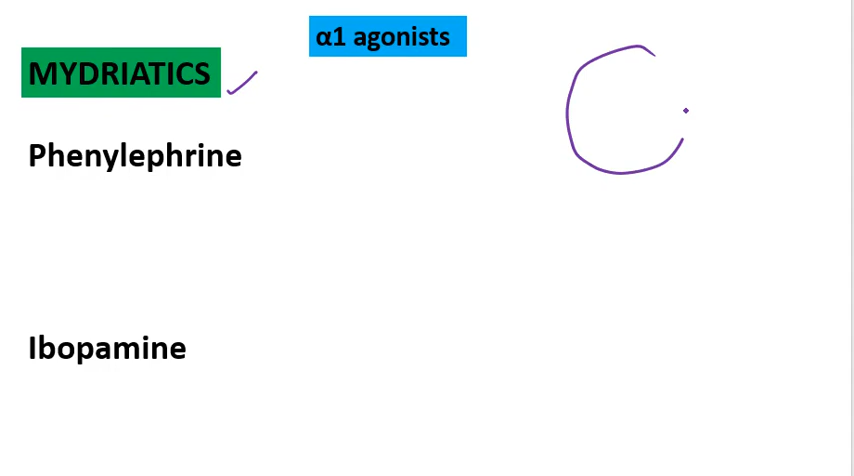 α1 agonists
MYDRIATICS
Phenylephrine
Ibopamine